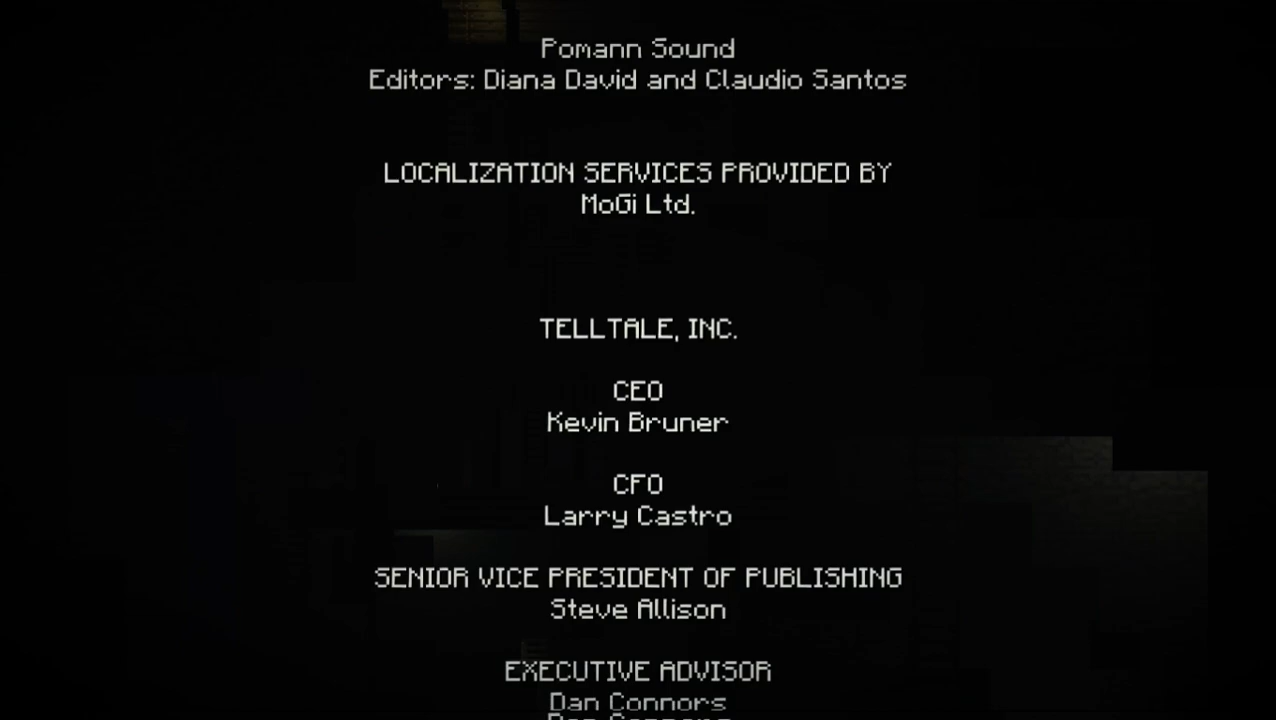 Pomann Sound
Editors: Diana David and Claudio Santos
LOCALIZATION SERVICES PROVIDED BY
MoGi Ltd.
TELLTALE, INC.
CEO
Kevin Bruner
CFO
Larry Castro
SENIOR VICE PRESIDENT OF PUBLISHING
Steve Allison
EXECUTIVE ADVISOR
Dan Connors